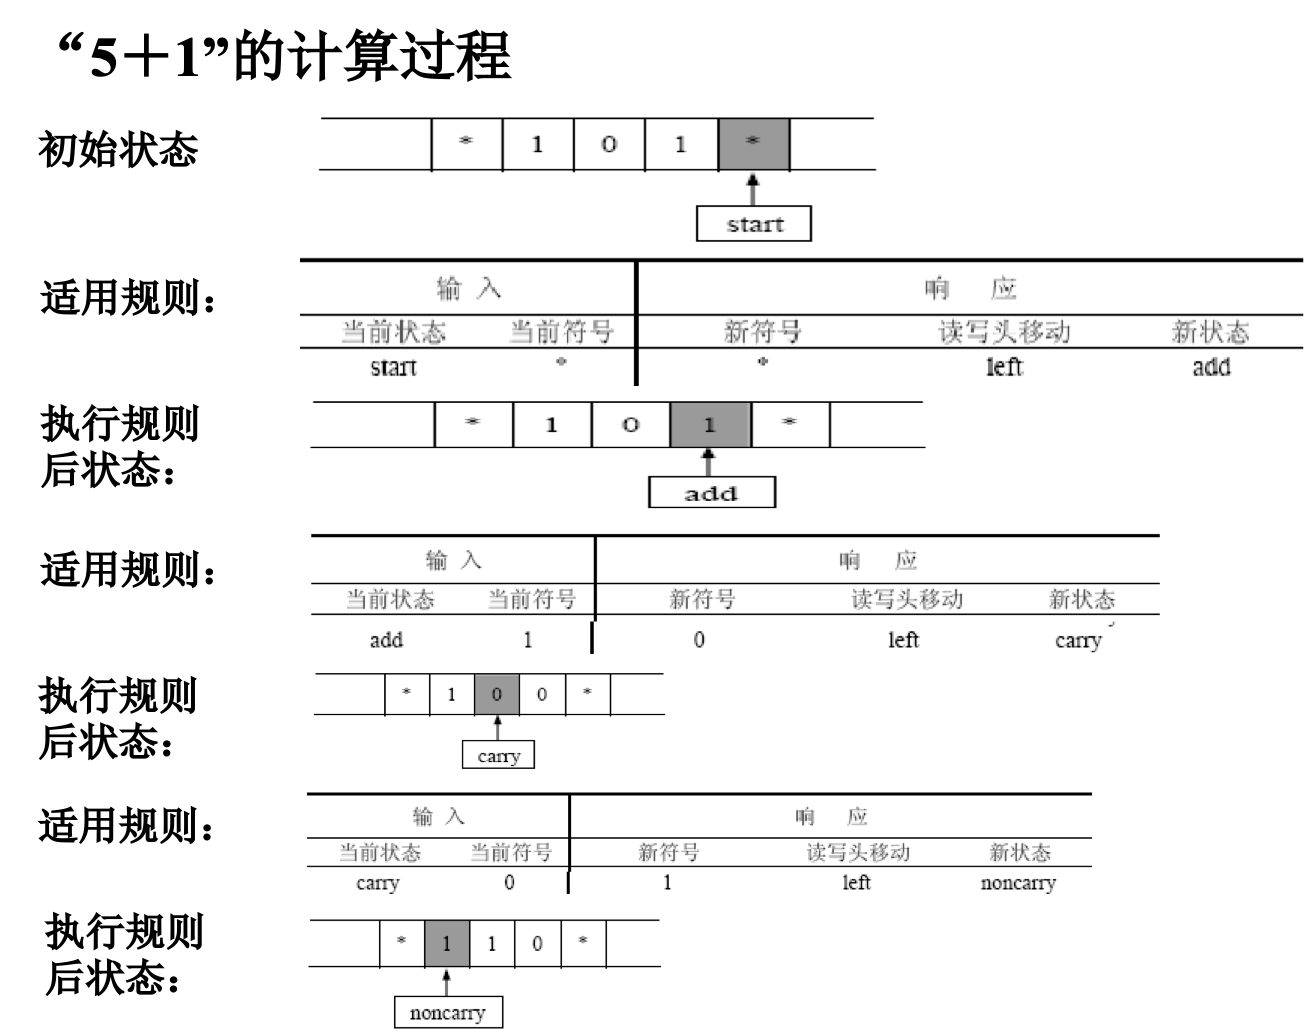 “5＋1”的计算过程
初始状态
* 1 0 1 *
start
适用规则：
输 入 响 应
当前状态 当前符号 新符号 读写头移动 新状态
start * * left add
执行规则
后状态：
* 1 0 1 *
add
适用规则：
输 入 响 应
当前状态 当前符号 新符号 读写头移动 新状态
add 1 0 left carry
执行规则
后状态：
* 1 0 0 *
carry
适用规则：
输 入 响 应
当前状态 当前符号 新符号 读写头移动 新状态
carry 0 1 left noncarry
执行规则
后状态：
* 1 1 0 *
noncarry